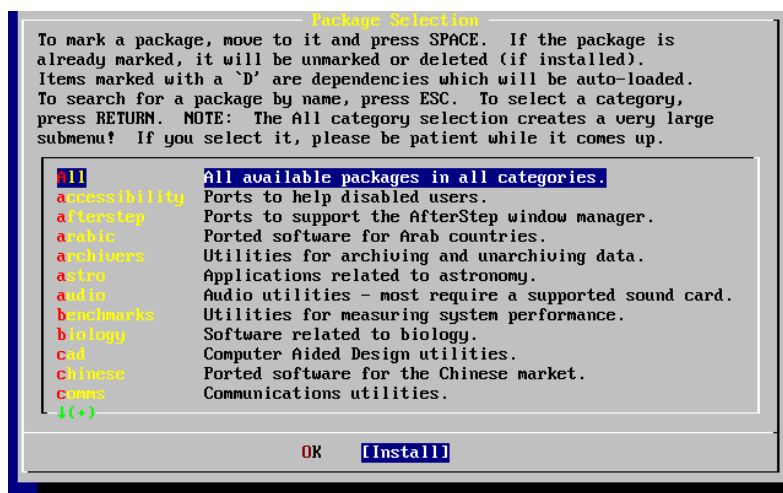 Package Selection
To mark a package, move to it and press SPACE.  If the package is
already marked, it will be unmarked or deleted (if installed).
Items marked with a `D' are dependencies which will be auto-loaded.
To search for a package by name, press ESC.  To select a category,
press RETURN.  NOTE:  The All category selection creates a very large
submenu!  If you select it, please be patient while it comes up.
All All available packages in all categories.
accessibility Ports to help disabled users.
afterstep Ports to support the AfterStep window manager.
arabic Ported software for Arab countries.
archivers Utilities for archiving and unarchiving data.
astro Applications related to astronomy.
audio Audio utilities - most require a supported sound card.
benchmarks Utilities for measuring system performance.
biology Software related to biology.
cad Computer Aided Design utilities.
chinese Ported software for the Chinese market.
comms Communications utilities.
↓(+)
OK [Install]